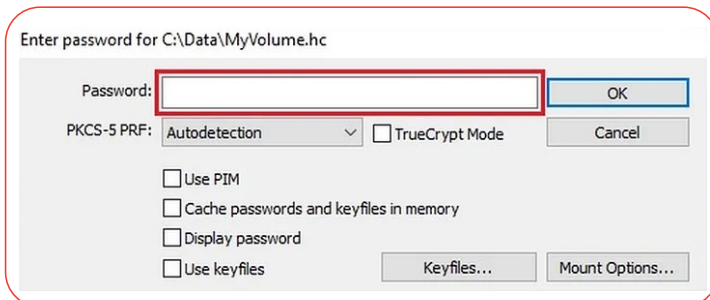 Enter password for C:\Data\MyVolume.hc
Password:
OK
PKCS-5 PRF: Autodetection TrueCrypt Mode Cancel
Use PIM
Cache passwords and keyfiles in memory
Display password
Use keyfiles Keyfiles... Mount Options...